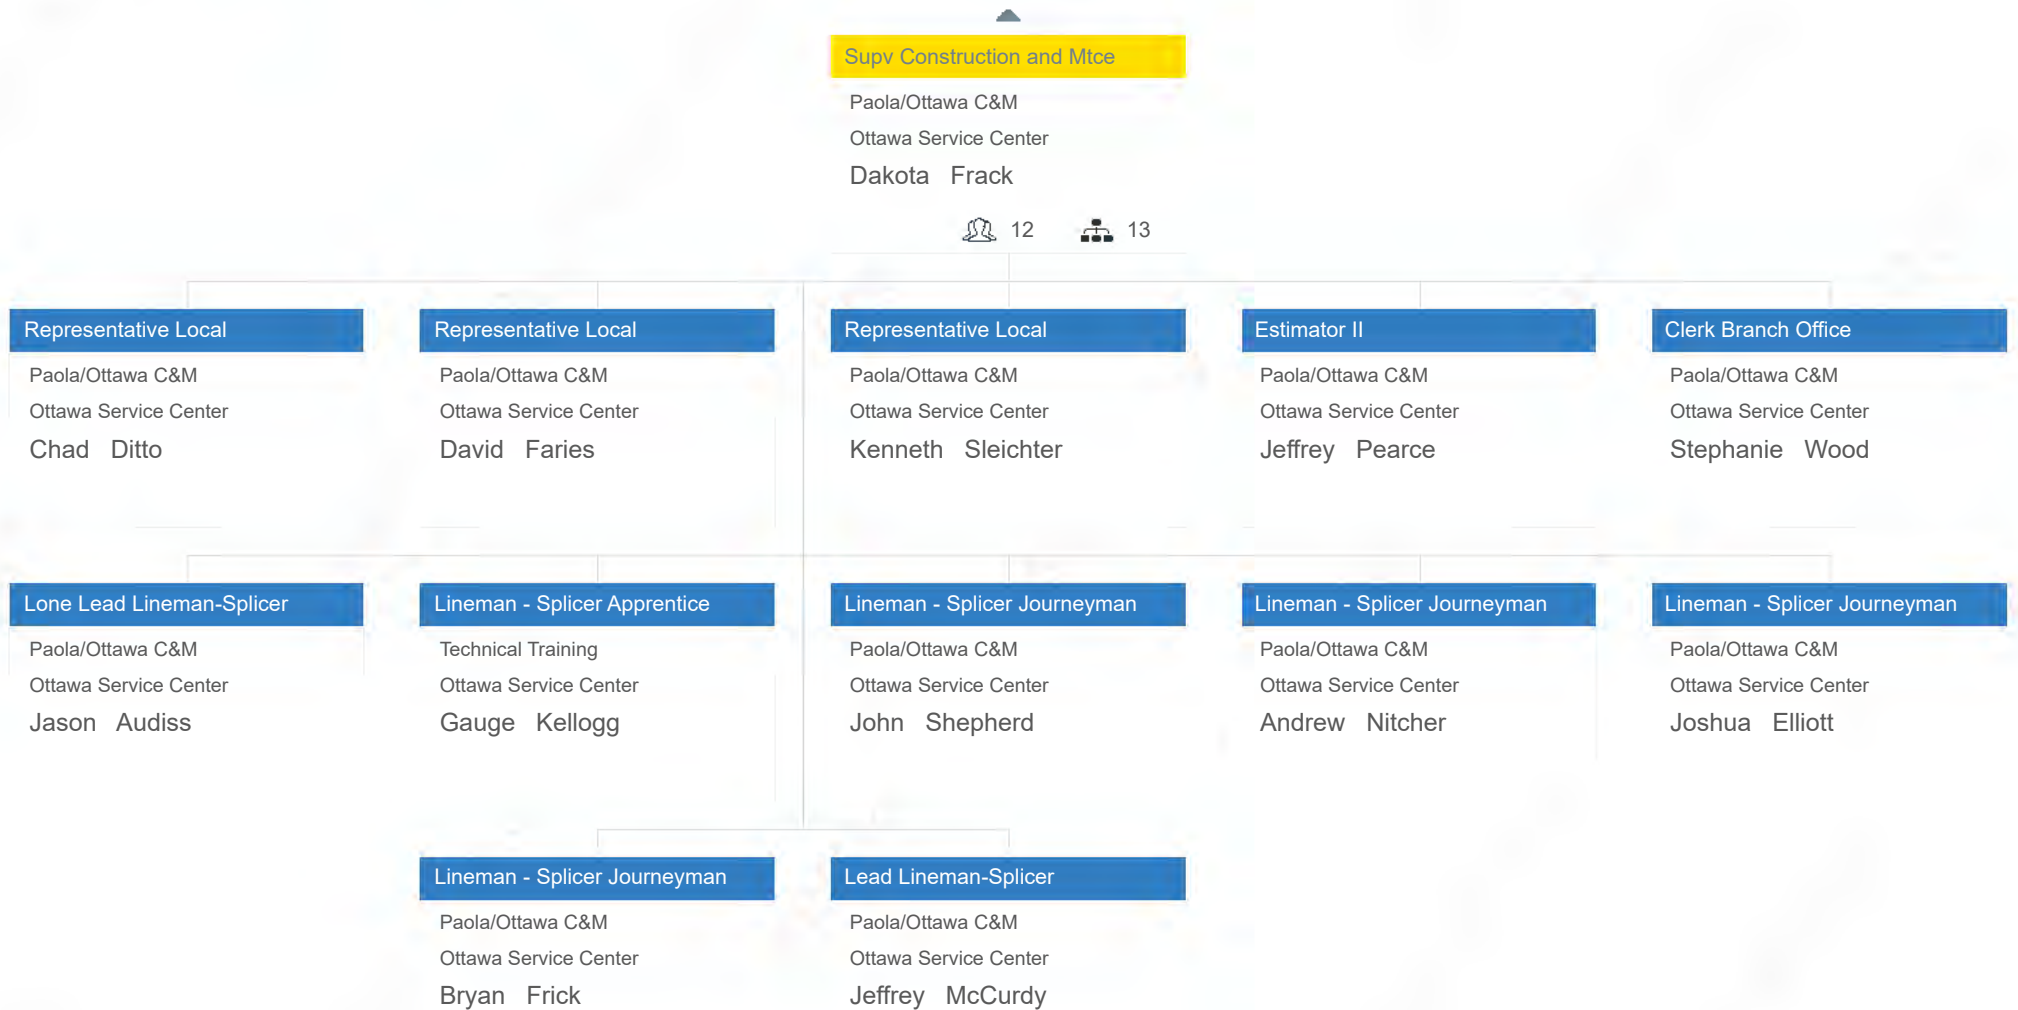 Supv Construction and Mtce
Paola/Ottawa C&M
Ottawa Service Center
Dakota Frack
12 13
Representative Local
Paola/Ottawa C&M
Ottawa Service Center
Chad Ditto
Representative Local
Paola/Ottawa C&M
Ottawa Service Center
David Faries
Representative Local
Paola/Ottawa C&M
Ottawa Service Center
Kenneth Sleichter
Estimator II
Paola/Ottawa C&M
Ottawa Service Center
Jeffrey Pearce
Clerk Branch Office
Paola/Ottawa C&M
Ottawa Service Center
Stephanie Wood
Lone Lead Lineman-Splicer
Paola/Ottawa C&M
Ottawa Service Center
Jason Audiss
Lineman - Splicer Apprentice
Technical Training
Ottawa Service Center
Gauge Kellogg
Lineman - Splicer Journeyman
Paola/Ottawa C&M
Ottawa Service Center
John Shepherd
Lineman - Splicer Journeyman
Paola/Ottawa C&M
Ottawa Service Center
Andrew Nitcher
Lineman - Splicer Journeyman
Paola/Ottawa C&M
Ottawa Service Center
Joshua Elliott
Lineman - Splicer Journeyman
Paola/Ottawa C&M
Ottawa Service Center
Bryan Frick
Lead Lineman-Splicer
Paola/Ottawa C&M
Ottawa Service Center
Jeffrey McCurdy